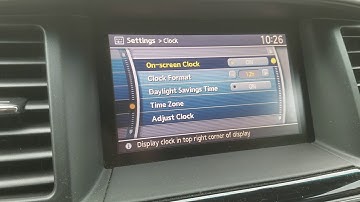 Settings > Clock
10:26
On-screen Clock
Clock Format 12h
Daylight Savings Time
Time Zone
Adjust Clock
Display clock in top right corner of display